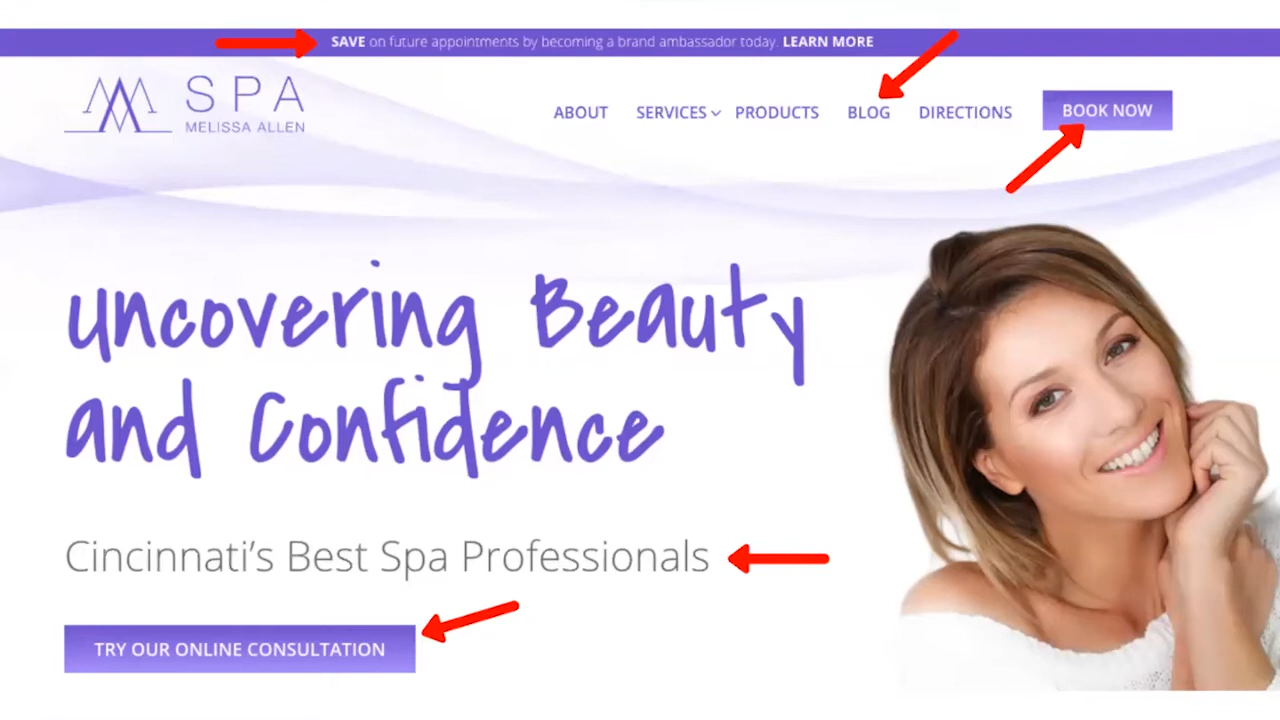 SAVE on future appointments by becoming a brand ambassador today. LEARN MORE
SPA
MELISSA ALLEN
ABOUT SERVICES PRODUCTS BLOG DIRECTIONS BOOK NOW
Uncovering Beauty
and Confidence
Cincinnati’s Best Spa Professionals
TRY OUR ONLINE CONSULTATION